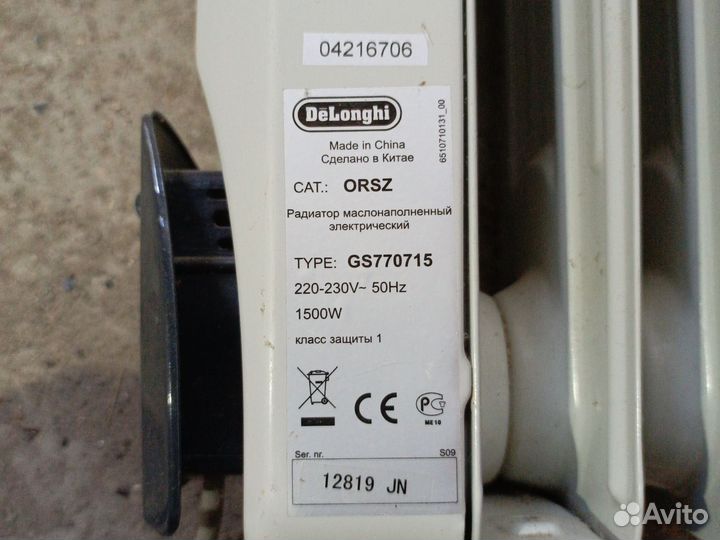 04216706
DeLonghi
Made in China
Сделано в Китае
6510710131_00
CAT.: ORSZ
Радиатор маслонаполненный
электрический
TYPE: GS770715
220-230V~ 50Hz
1500W
класс защиты 1
CE
PC
ME10
Ser. nr.
S09
12819 JN
Avito